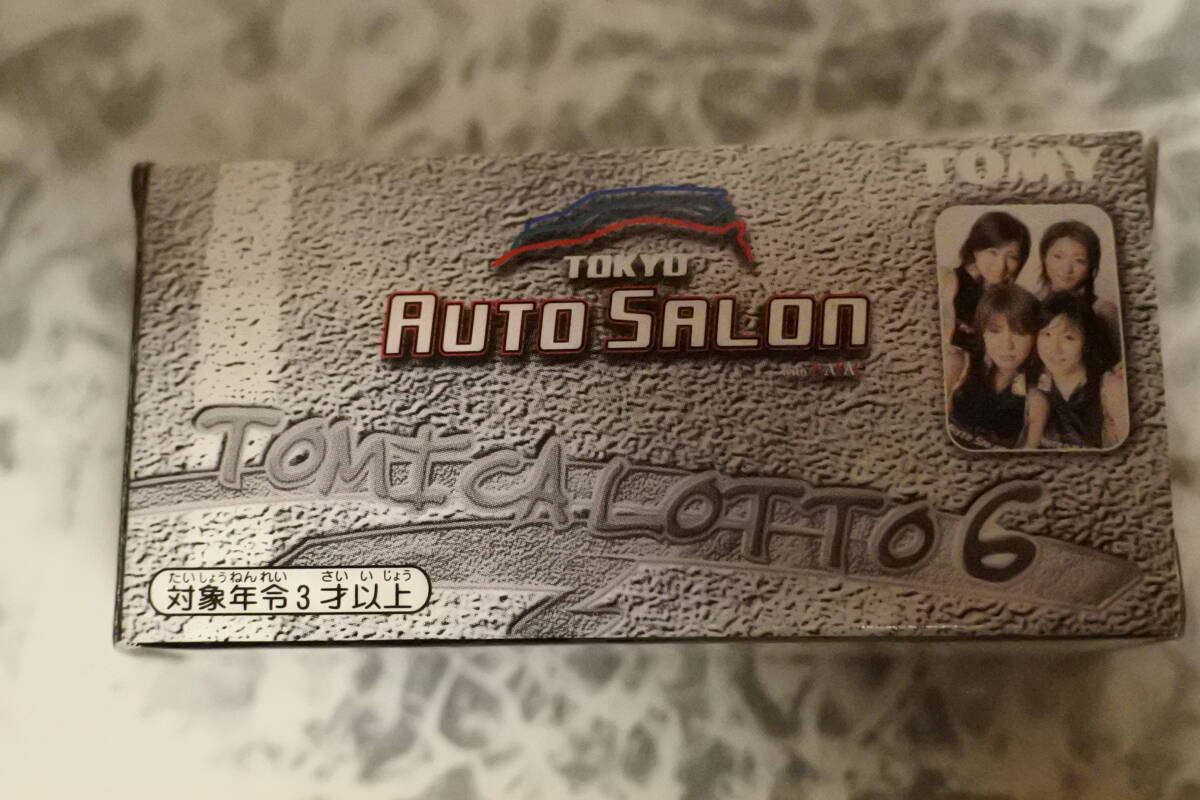 TOMY
TOKYO
AUTO SALON
TOMICA LOTTO 6
たいしょうねんれい さい い じょう
対象年令3才以上